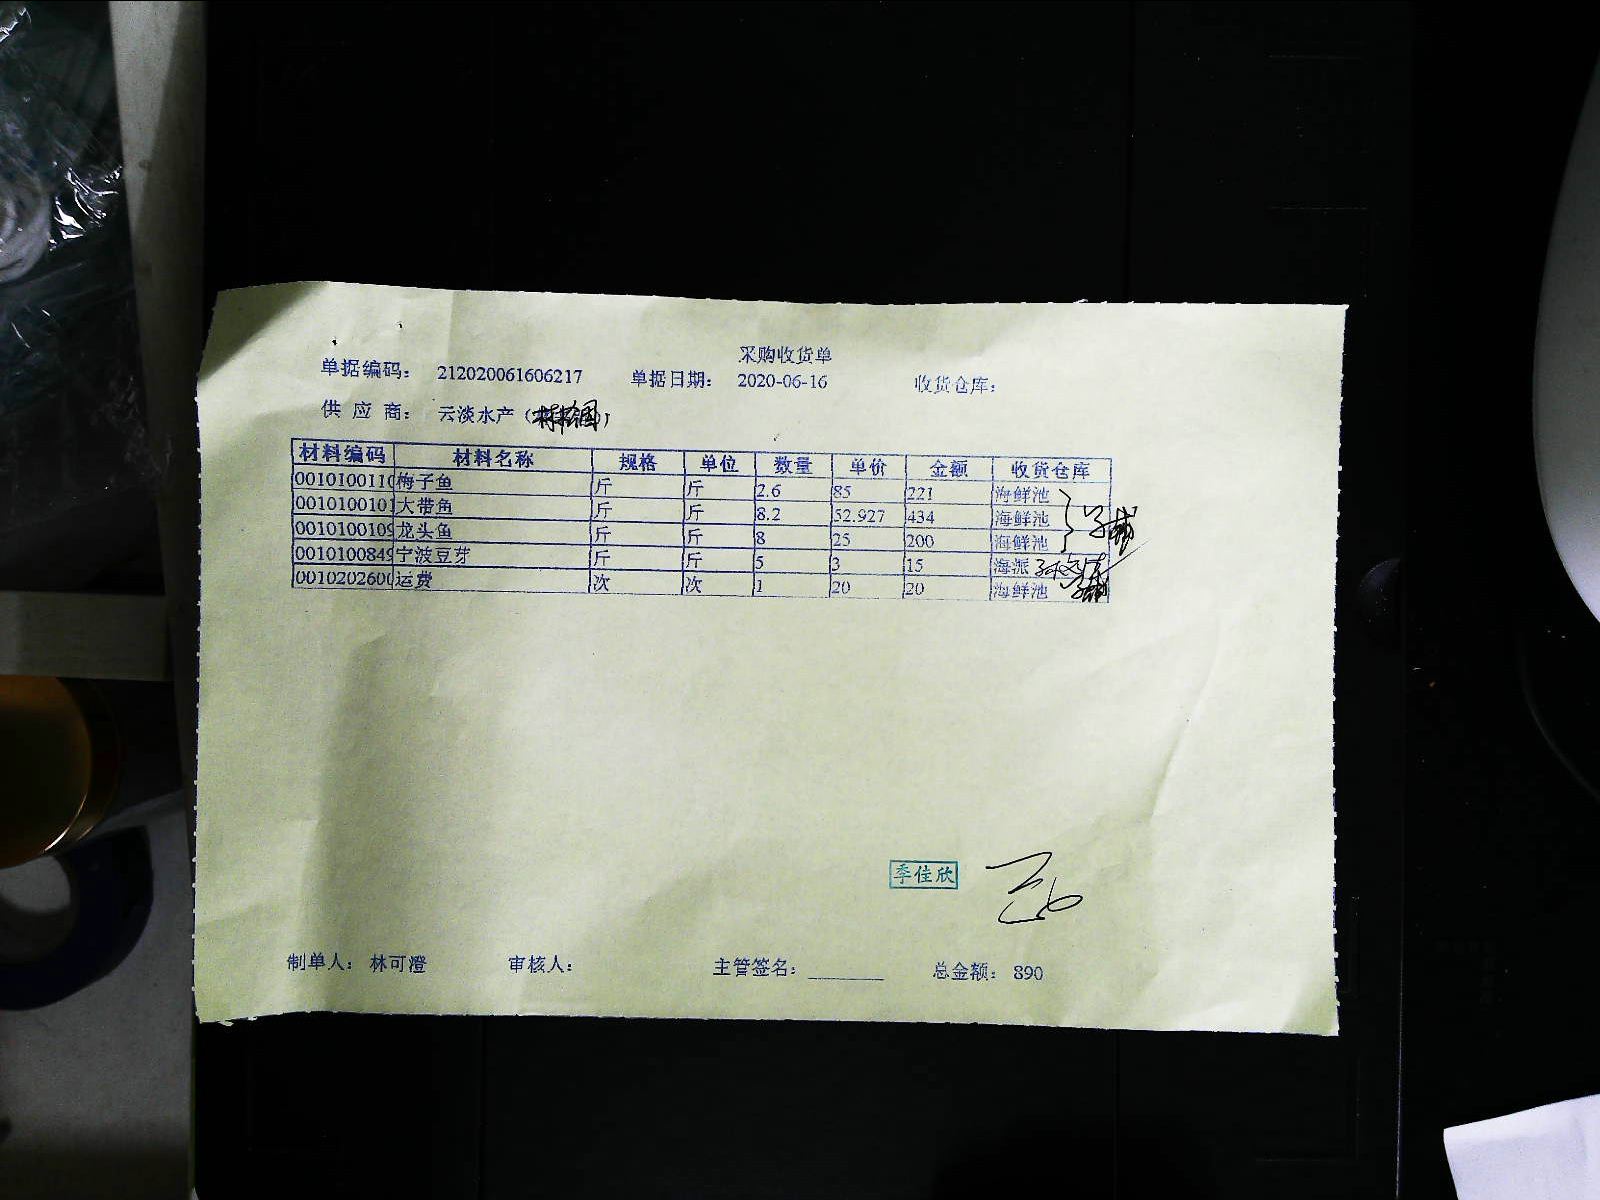 采购收货单
单据编码： 212020061606217 单据日期： 2020-06-16 收货仓库：
供 应 商： 云淡水产（
材料编码 材料名称 规格 单位 数量 单价 金额 收货仓库
0010100110 梅子鱼 斤 斤 2.6 85 221 海鲜池
0010100101 大带鱼 斤 斤 8.2 52.927 434 海鲜池
0010100109 龙头鱼 斤 斤 8 25 200 海鲜池
0010100849 宁波豆芽 斤 斤 5 3 15 海派
0010202600 运费 次 次 1 20 20 海鲜池
季佳欣
制单人： 林可澄 审核人： 主管签名： 总金额： 890